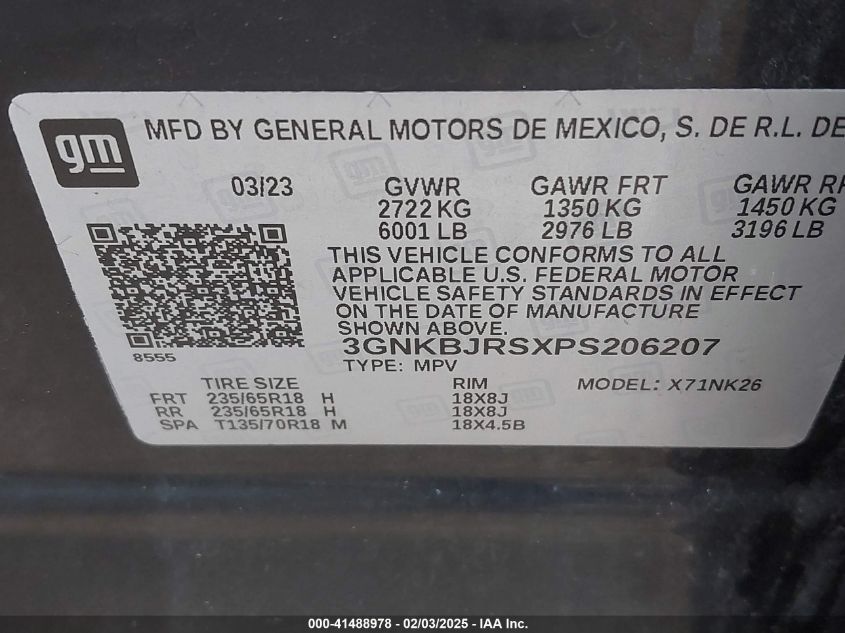 gm
MFD BY GENERAL MOTORS DE MEXICO, S. DE R.L. DE
03/23 GVWR GAWR FRT GAWR
2722 KG 1350 KG 1450 KG
6001 LB 2976 LB 3196 LB
THIS VEHICLE CONFORMS TO ALL
APPLICABLE U.S. FEDERAL MOTOR
VEHICLE SAFETY STANDARDS IN EFFECT
ON THE DATE OF MANUFACTURE
SHOWN ABOVE.
8555
3GNKBJRSXPS206207
TYPE: MPV
TIRE SIZE RIM MODEL: X71NK26
FRT 235/65R18 H 18X8J
RR 235/65R18 H 18X8J
SPA T135/70R18 M 18X4.5B
000-41488978 - 02/03/2025 - IAA Inc.